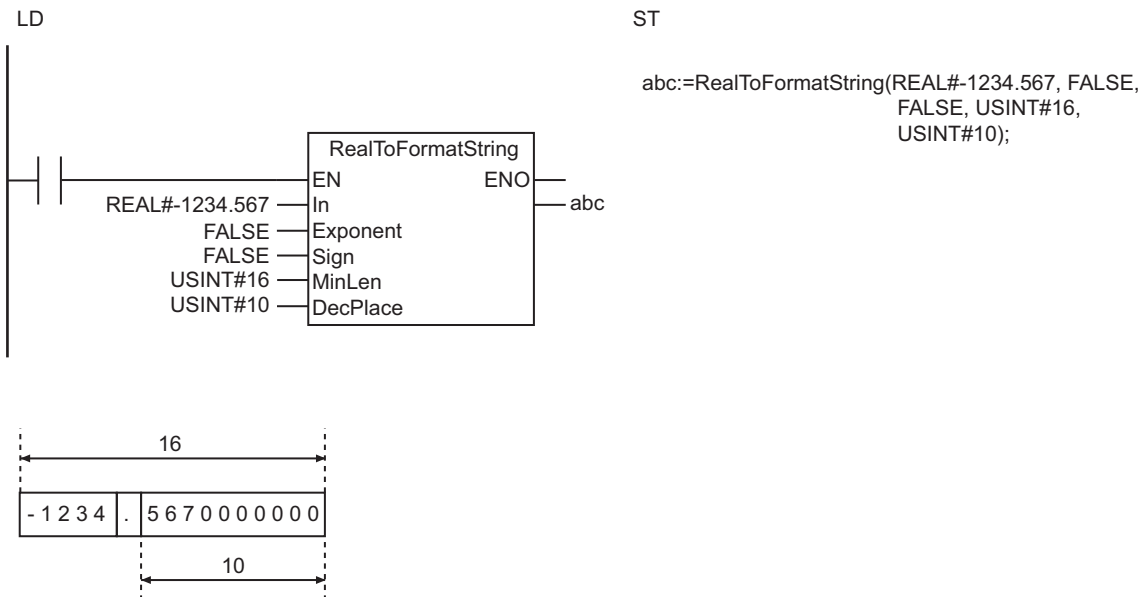 LD
ST
abc:=RealToFormatString(REAL#-1234.567, FALSE,
FALSE, USINT#16,
USINT#10);
RealToFormatString
EN ENO
REAL#-1234.567 In abc
FALSE Exponent
FALSE Sign
USINT#16 MinLen
USINT#10 DecPlace
16
- 1 2 3 4 . 5 6 7 0 0 0 0 0 0 0
10